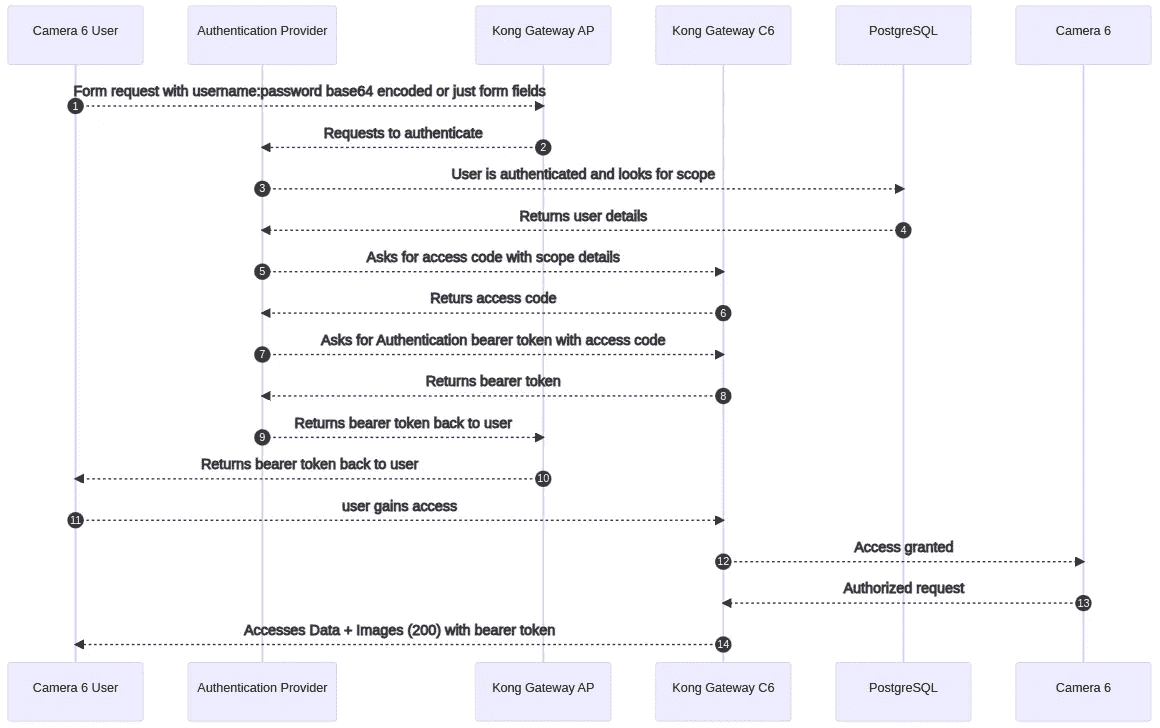 Camera 6 User
Authentication Provider
Kong Gateway AP
Kong Gateway C6
PostgreSQL
Camera 6
Form request with username:password base64 encoded or just form fields
1
Requests to authenticate
2
User is authenticated and looks for scope
3
Returns user details
4
Asks for access code with scope details
5
Returs access code
6
Asks for Authentication bearer token with access code
7
Returns bearer token
8
Returns bearer token back to user
9
Returns bearer token back to user
10
user gains access
11
Access granted
12
Authorized request
13
Accesses Data + Images (200) with bearer token
14
Camera 6 User
Authentication Provider
Kong Gateway AP
Kong Gateway C6
PostgreSQL
Camera 6